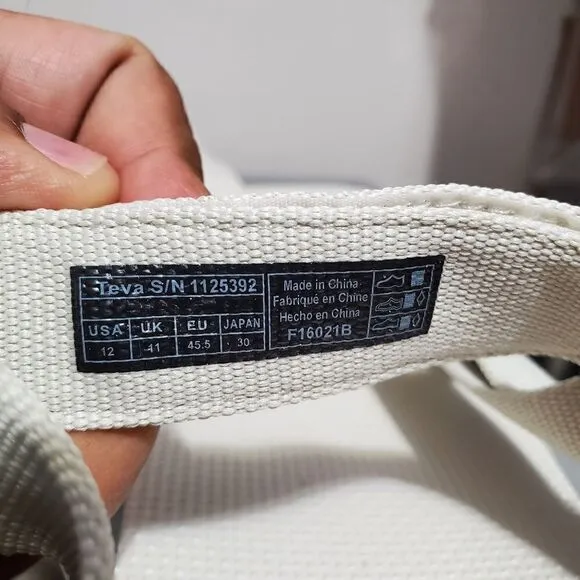 Teva S/N 1125392
USA UK EU JAPAN
12 11 45.5 30
Made in China
Fabriqué en Chine
Hecho en China
F16021B